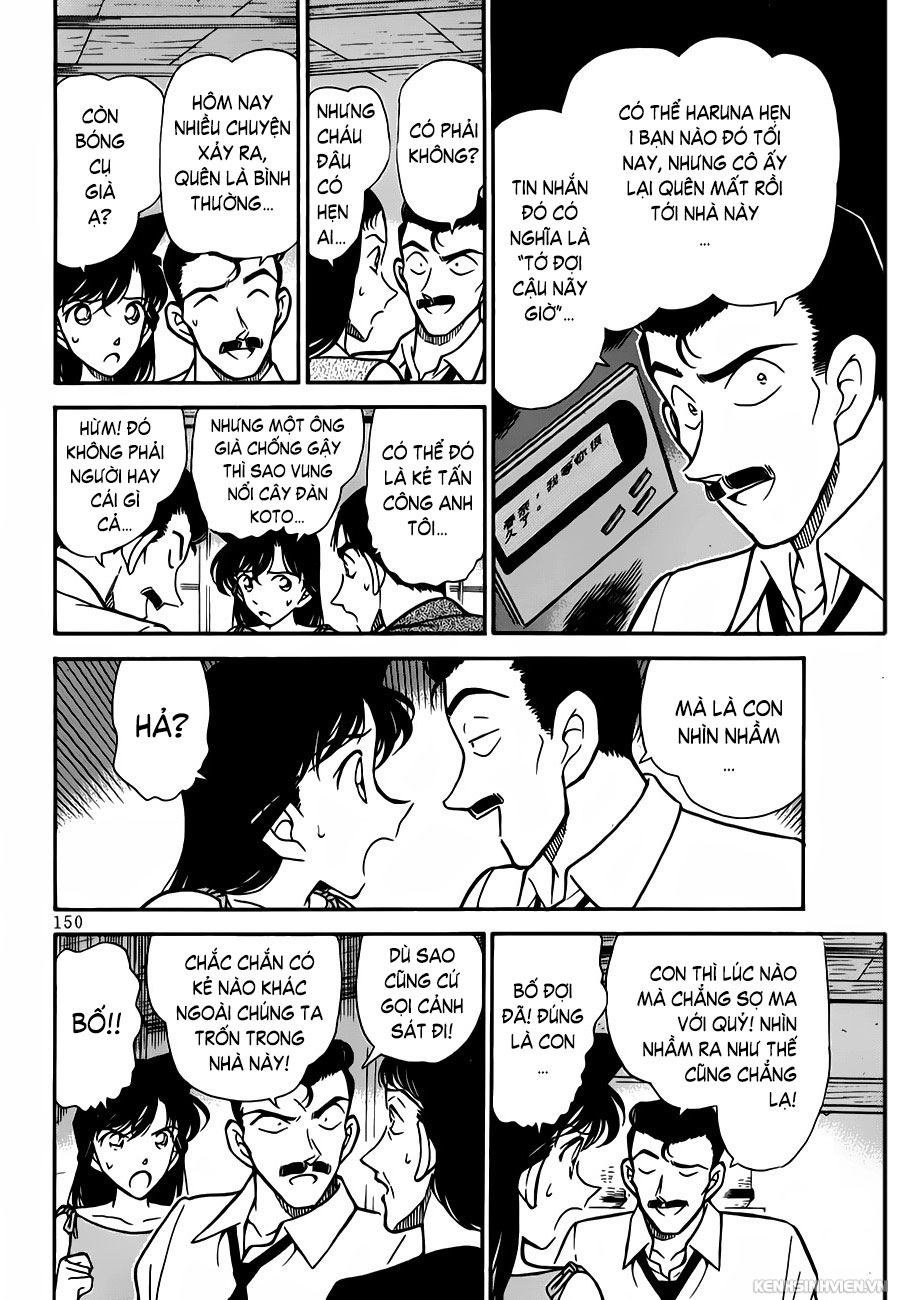 CÓ THỂ HARUNA HẸN
1 BẠN NÀO ĐÓ TỐI
NAY, NHƯNG CÔ ẤY
LẠI QUÊN MẤT RỒI
TỚI NHÀ NÀY
...
TIN NHẮN
ĐÓ CÓ
NGHĨA LÀ
“TỚ ĐỢI
CẬU NÃY
GIỜ”...
CÓ PHẢI
KHÔNG?
NHƯNG
CHÁU
ĐÂU
CÓ
HẸN
AI...
HÔM NAY
NHIỀU CHUYỆN
XẢY RA,
QUÊN LÀ BÌNH
THƯỜNG...
CÒN
BÓNG
CỤ
GIÀ
Ạ?
CÓ THỂ ĐÓ
LÀ KẺ TẤN
CÔNG ANH
TÔI...
NHƯNG MỘT ÔNG
GIÀ CHỐNG GẬY
THÌ SAO VUNG
NỔI CÂY ĐÀN
KOTO...
HỪM! ĐÓ
KHÔNG PHẢI
NGƯỜI HAY
CÁI GÌ
CẢ...
MÀ LÀ CON
NHÌN NHẦM
...
HẢ?
150
CON THÌ LÚC NÀO
MÀ CHẲNG SỢ MA
VỚI QUỶ! NHÌN
NHẦM RA NHƯ THẾ
CŨNG CHẲNG
LẠ!
BỐ ĐỢI
ĐÃ! ĐÚNG
LÀ CON
...
DÙ SAO
CŨNG CỨ
GỌI CẢNH
SÁT ĐI!
CHẮC CHẮN CÓ
KẺ NÀO KHÁC
NGOÀI CHÚNG TA
TRỐN TRONG
NHÀ NÀY!
BỐ!!
KENHSINHVIEN.VN